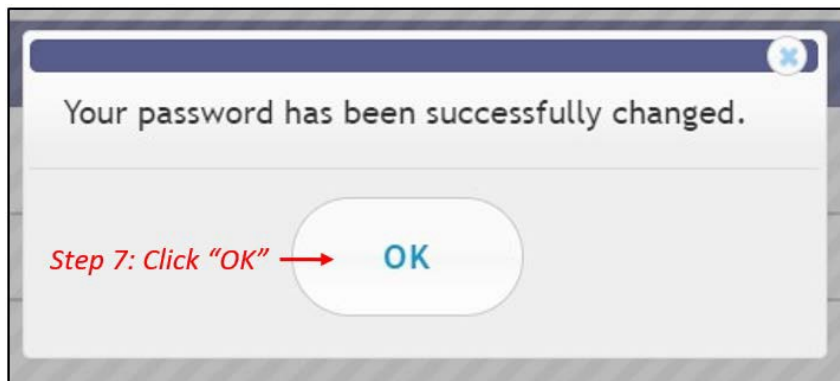 Your password has been successfully changed.
Step 7: Click “OK”
OK